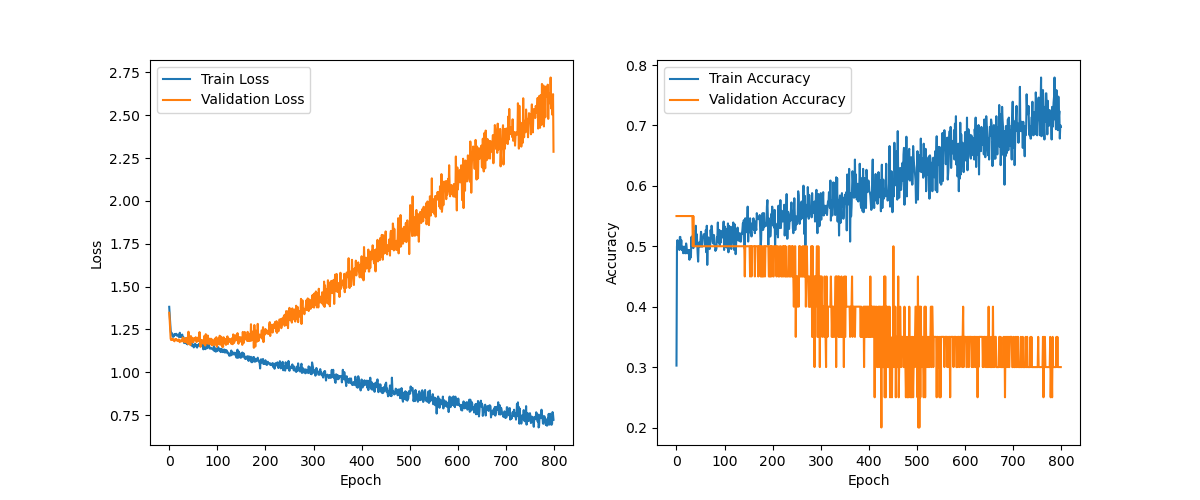 Train Loss
Validation Loss
2.75
2.50
2.25
2.00
1.75
1.50
1.25
1.00
0.75
Loss
0 100 200 300 400 500 600 700 800
Epoch
Train Accuracy
Validation Accuracy
0.8
0.7
0.6
0.5
0.4
0.3
0.2
Accuracy
0 100 200 300 400 500 600 700 800
Epoch